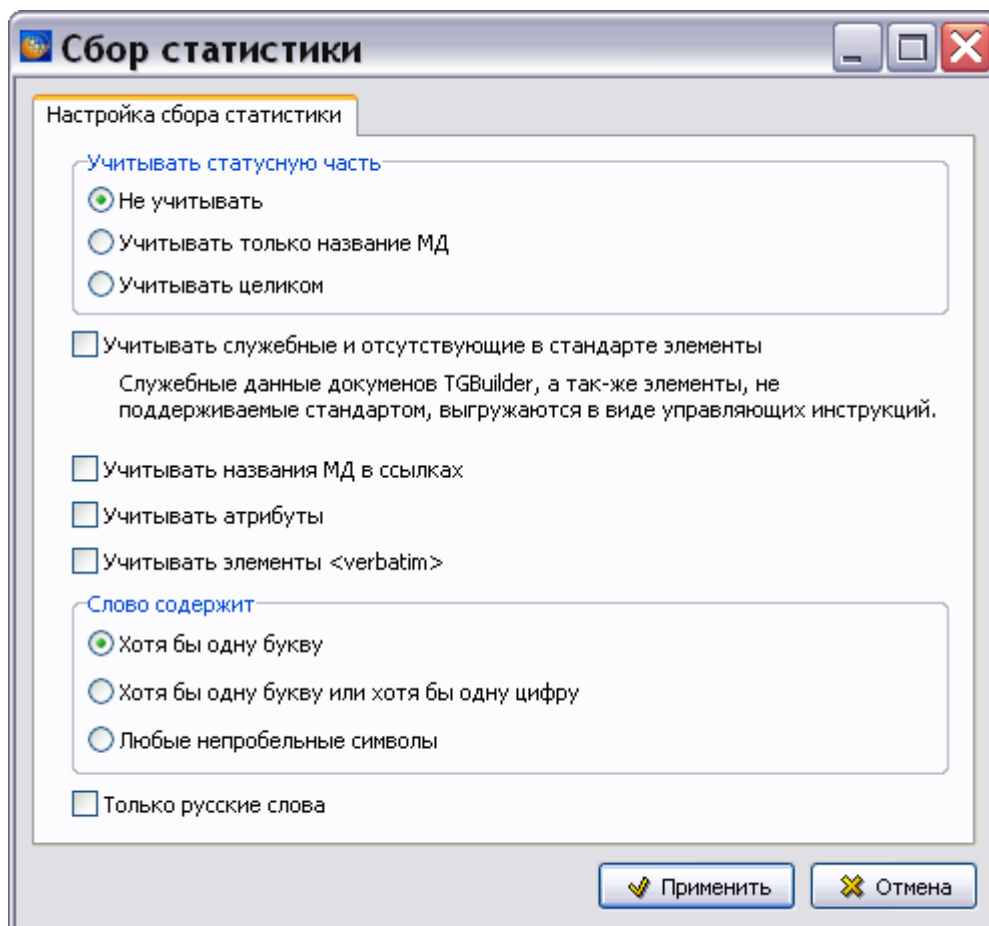 Сбор статистики
Настройка сбора статистики
Учитывать статусную часть
Не учитывать
Учитывать только название МД
Учитывать целиком
Учитывать служебные и отсутствующие в стандарте элементы
Служебные данные докуменов TGBuilder, а так-же элементы, не
поддерживаемые стандартом, выгружаются в виде управляющих инструкций.
Учитывать названия МД в ссылках
Учитывать атрибуты
Учитывать элементы <verbatim>
Слово содержит
Хотя бы одну букву
Хотя бы одну букву или хотя бы одну цифру
Любые непробельные символы
Только русские слова
Применить
Отмена